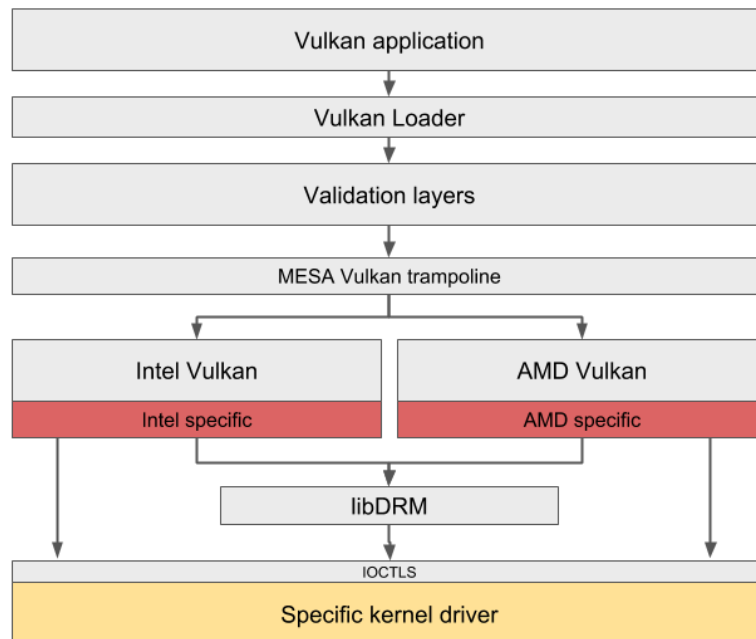 Vulkan application
Vulkan Loader
Validation layers
MESA Vulkan trampoline
Intel Vulkan
AMD Vulkan
Intel specific
AMD specific
libDRM
IOCTLS
Specific kernel driver